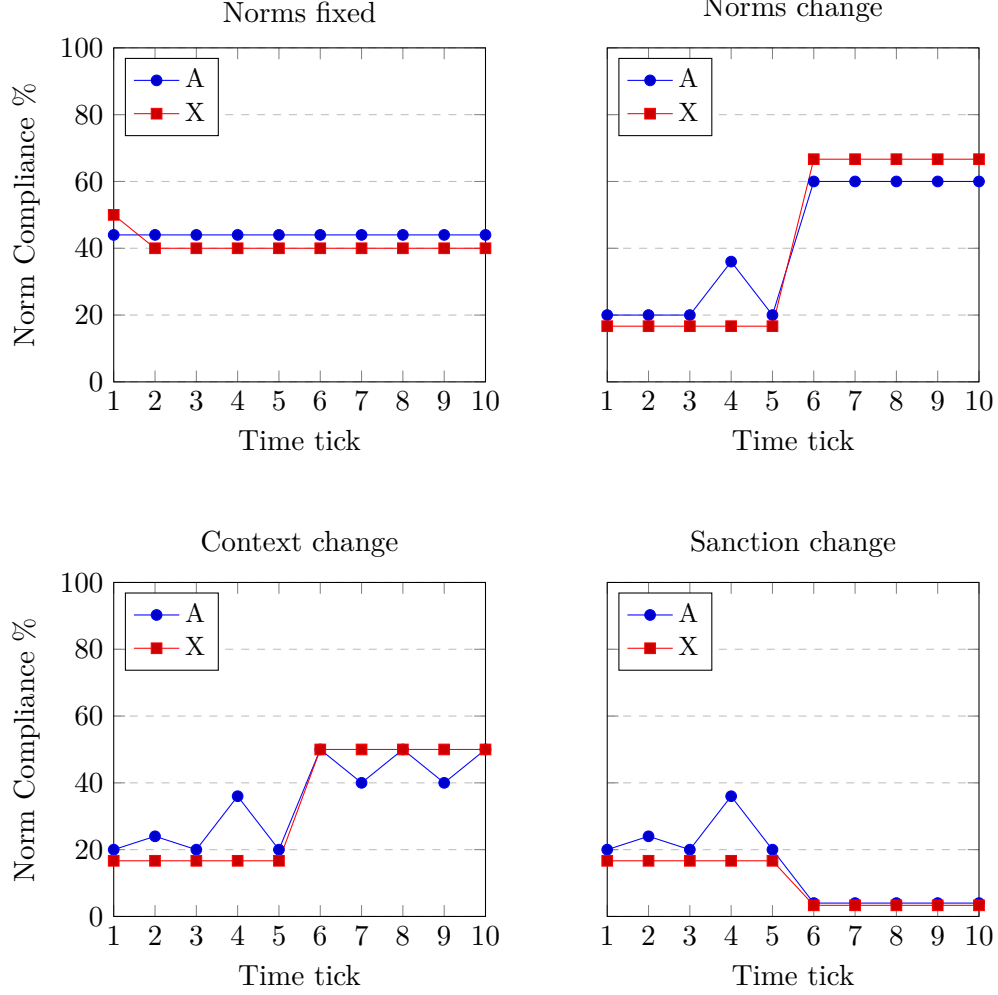 Norms fixed
Norm Compliance %
100
80
60
40
20
0
A
X
1 2 3 4 5 6 7 8 9 10
Time tick
Norms change
A
X
1 2 3 4 5 6 7 8 9 10
Time tick
Context change
Norm Compliance %
100
80
60
40
20
0
A
X
1 2 3 4 5 6 7 8 9 10
Time tick
Sanction change
A
X
1 2 3 4 5 6 7 8 9 10
Time tick